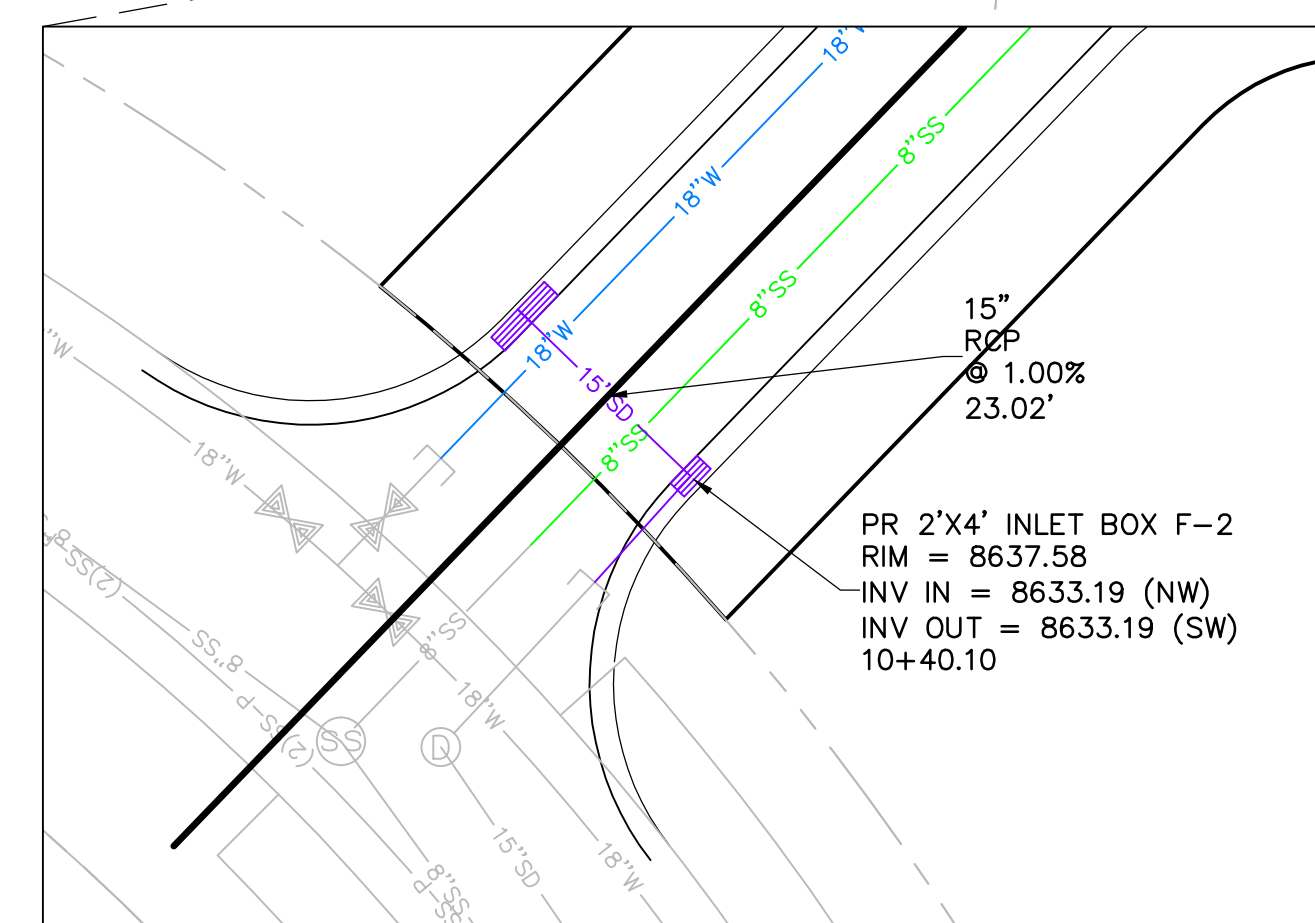 18"W
18"W
8"SS
8"SS
18"W
15"SD
8"SS
15"
RCP
@ 1.00%
23.02'
PR 2'X4' INLET BOX F-2
RIM = 8637.58
INV IN = 8633.19 (NW)
INV OUT = 8633.19 (SW)
10+40.10
"W
18"W
8"SS
8"SS
18"W
SS
D
15"SD
18"W
8"SS